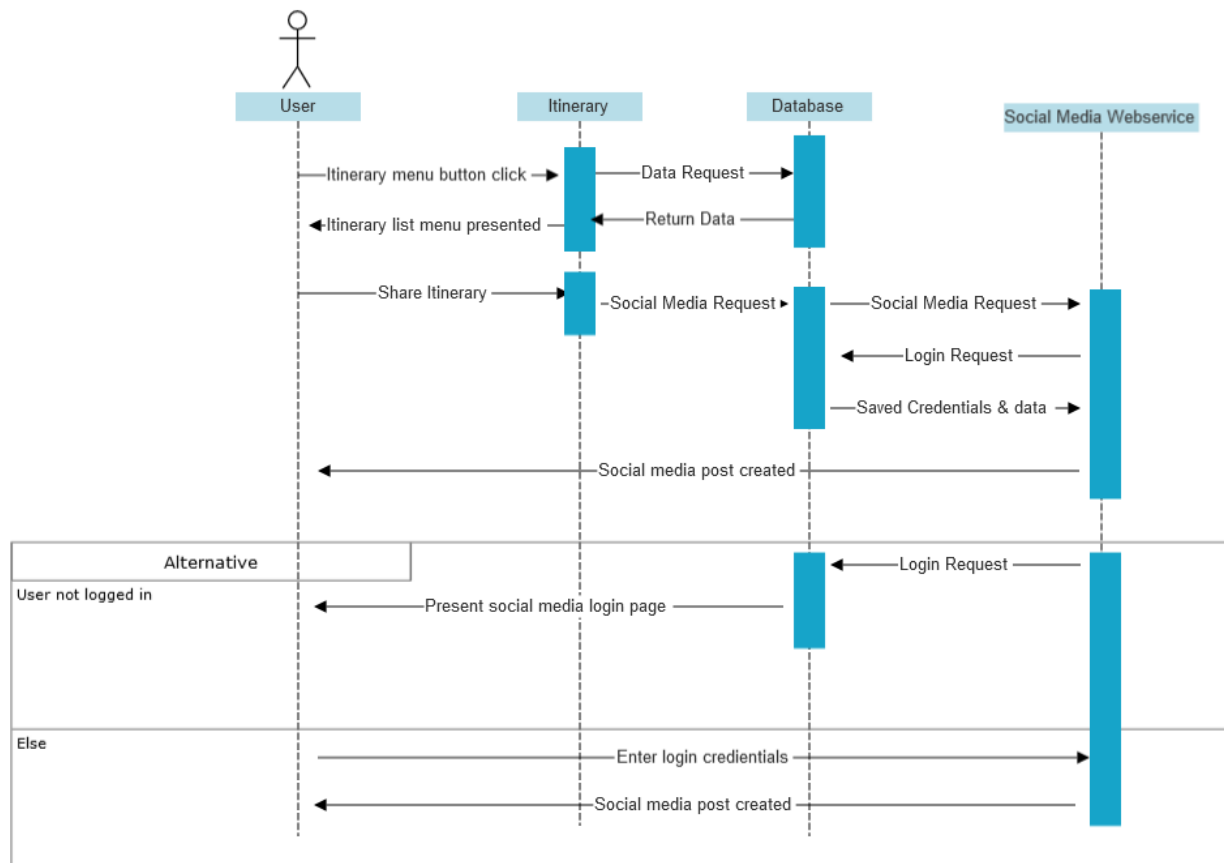 User
Itinerary
Database
Social Media Webservice
Itinerary menu button click
Data Request
Itinerary list menu presented
Return Data
Share Itinerary
Social Media Request
Social Media Request
Login Request
Saved Credentials & data
Social media post created
Alternative
User not logged in
Login Request
Present social media login page
Else
Enter login credientials
Social media post created